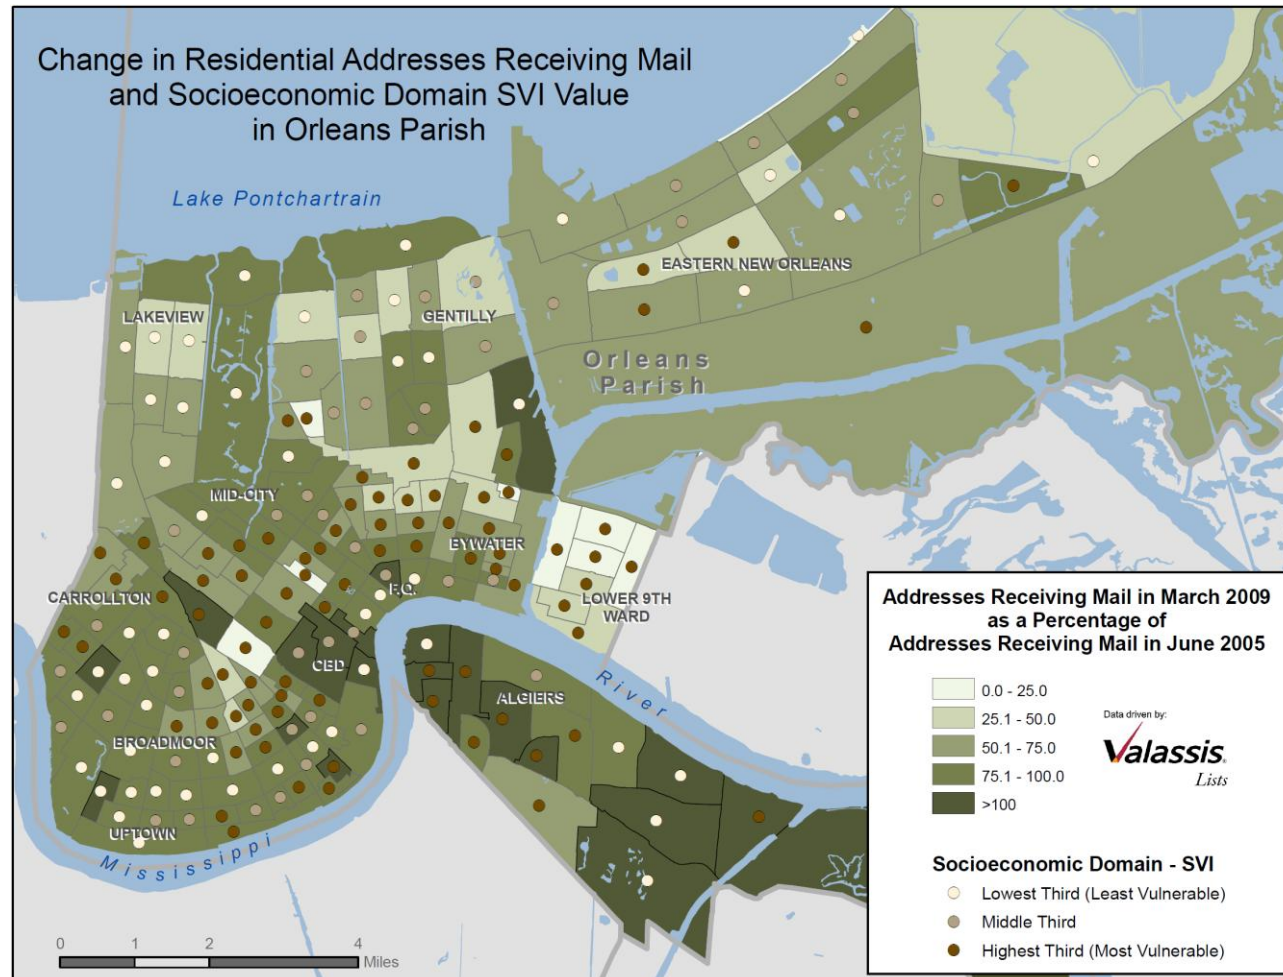 Change in Residential Addresses Receiving Mail
and Socioeconomic Domain SVI Value
in Orleans Parish
Lake Pontchartrain
LAKEVIEW
GENTILLY
EASTERN NEW ORLEANS
Orleans
Parish
MID-CITY
BYWATER
CARROLLTON
F.Q.
LOWER 9TH
WARD
CBD
ALGIERS
River
BROADMOOR
UPTOWN
Mississippi
0 1 2 4
Miles
Addresses Receiving Mail in March 2009
as a Percentage of
Addresses Receiving Mail in June 2005
0.0 - 25.0
25.1 - 50.0
50.1 - 75.0
75.1 - 100.0
>100
Data driven by:
Valassis.
Lists
Socioeconomic Domain - SVI
Lowest Third (Least Vulnerable)
Middle Third
Highest Third (Most Vulnerable)